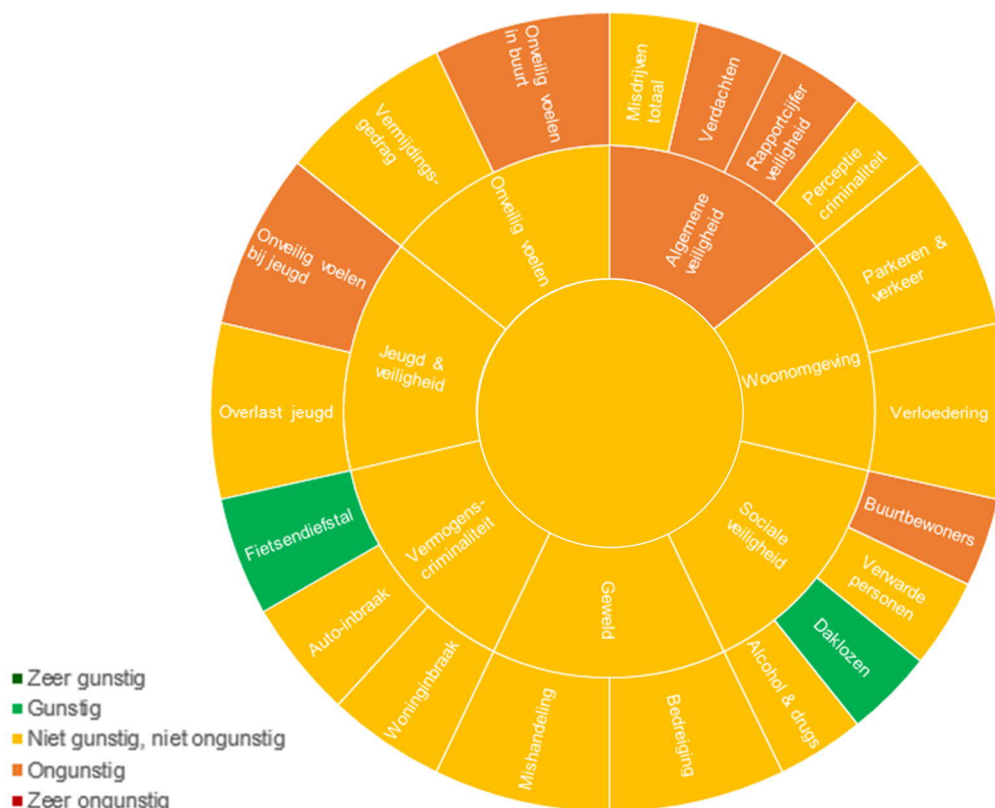 Onveilig voelen
in buurt
Misdrijven
totaal
Verdachten
Rapportcijfer
veiligheid
Perceptie
criminaliteit
Parkeren &
verkeer
Verloedering
Buurtbewoners
Verwarde
personen
Daklozen
Alcohol & drugs
Bedreiging
Mishandeling
Woninginbraak
Auto-inbraak
Fietsendiefstal
Overlast jeugd
Onveilig voelen
bij jeugd
Vermijdings-
gedrag
Onveilig voelen
Algemene
veiligheid
Woonomgeving
Sociale
veiligheid
Geweld
Vermogens-
criminaliteit
Jeugd &
veiligheid
Zeer gunstig
Gunstig
Niet gunstig, niet ongunstig
Ongunstig
Zeer ongunstig